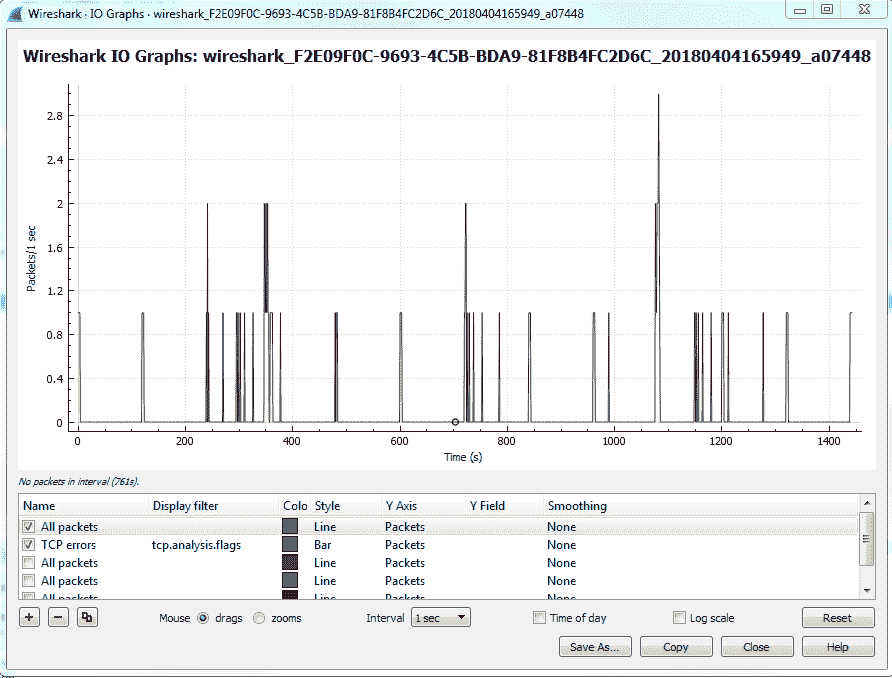 Wireshark · IO Graphs · wireshark_F2E09F0C-9693-4C5B-BDA9-81F8B4FC2D6C_20180404165949_a07448
Wireshark IO Graphs: wireshark_F2E09F0C-9693-4C5B-BDA9-81F8B4FC2D6C_20180404165949_a07448
Packets/1 sec
2.8
2.4
2
1.6
1.2
0.8
0.4
0
0 200 400 600 800 1000 1200 1400
Time (s)
No packets in interval (761s).
Name Display filter Colo Style Y Axis Y Field Smoothing
All packets Line Packets None
TCP errors tcp.analysis.flags Bar Packets None
All packets Line Packets None
All packets Line Packets None
All packets Line Packets None
Mouse drags zooms Interval 1 sec Time of day Log scale Reset
Save As... Copy Close Help